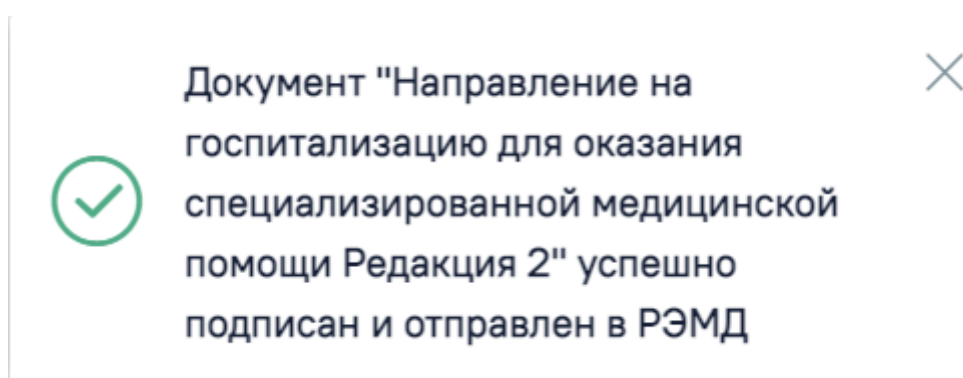 Документ "Направление на
госпитализацию для оказания
специализированной медицинской
помощи Редакция 2" успешно
подписан и отправлен в РЭМД